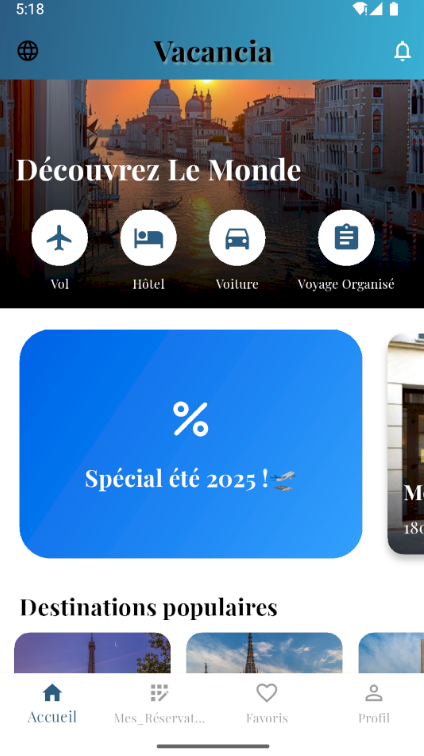 5:18
Vacancia
Découvrez Le Monde
Vol
Hôtel
Voiture
Voyage Organisé
%
Spécial été 2025 !
Destinations populaires
Accueil
Mes_Réservat...
Favoris
Profil